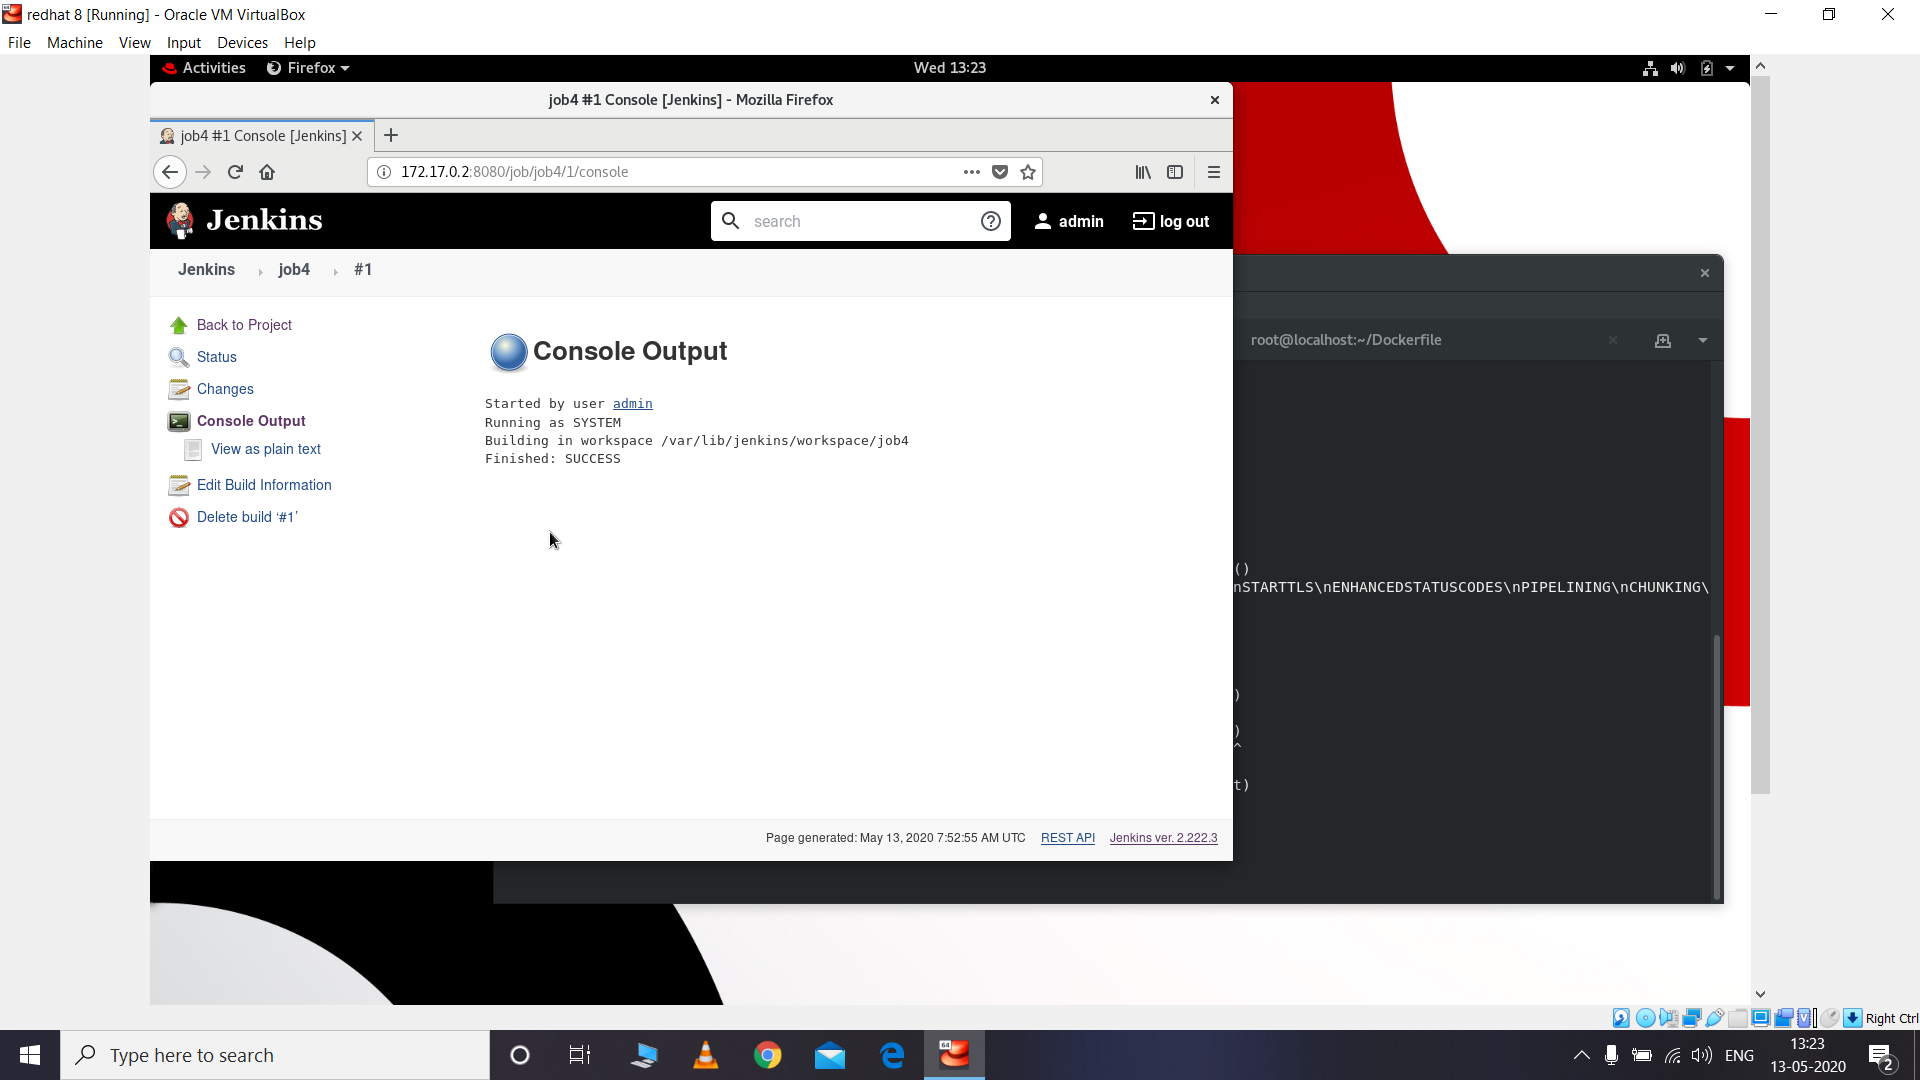 redhat 8 [Running] - Oracle VM VirtualBox
File Machine View Input Devices Help
Activities Firefox Wed 13:23
job4 #1 Console [Jenkins] - Mozilla Firefox
job4 #1 Console [Jenkins]
172.17.0.2:8080/job/job4/1/console
Jenkins search admin log out
Jenkins job4 #1
Back to Project
Status
Changes
Console Output
View as plain text
Edit Build Information
Delete build ‘#1’
Console Output
Started by user admin
Running as SYSTEM
Building in workspace /var/lib/jenkins/workspace/job4
Finished: SUCCESS
Page generated: May 13, 2020 7:52:55 AM UTC REST API Jenkins ver. 2.222.3
root@localhost:~/Dockerfile
()
nSTARTTLS\nENHANCEDSTATUSCODES\nPIPELINING\nCHUNKING\
)
)
^
t)
Right Ctrl
Type here to search
64
ENG
13:23
13-05-2020
2